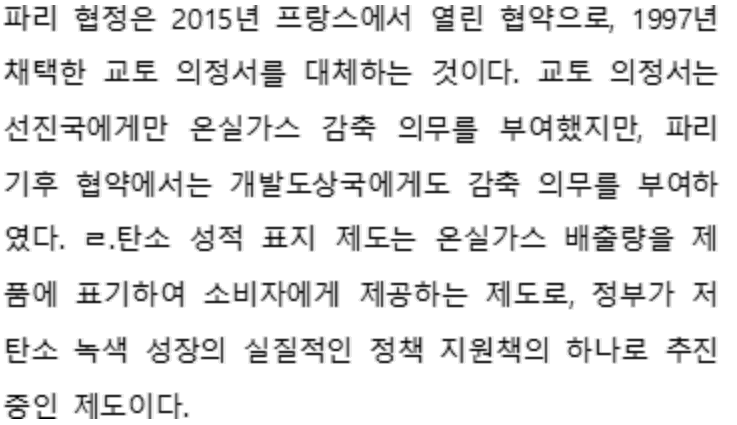 파리 협정은 2015년 프랑스에서 열린 협약으로, 1997년
채택한 교토 의정서를 대체하는 것이다. 교토 의정서는
선진국에게만 온실가스 감축 의무를 부여했지만, 파리
기후 협약에서는 개발도상국에게도 감축 의무를 부여하
였다. ㄹ.탄소 성적 표지 제도는 온실가스 배출량을 제
품에 표기하여 소비자에게 제공하는 제도로, 정부가 저
탄소 녹색 성장의 실질적인 정책 지원책의 하나로 추진
중인 제도이다.